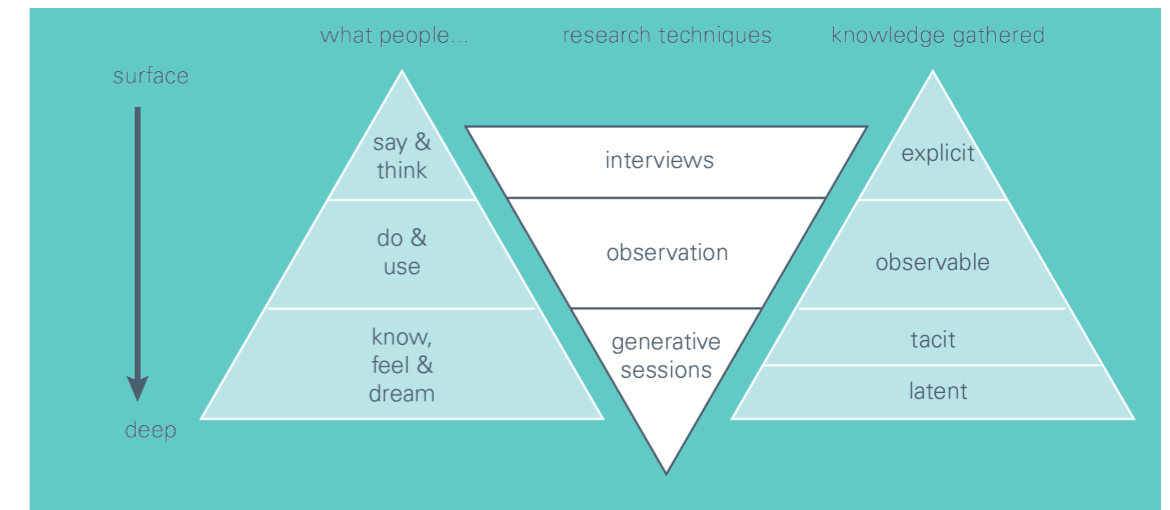 what people...
research techniques
knowledge gathered
surface
say &
think
interviews
explicit
do &
use
observation
observable
know,
feel &
dream
generative
sessions
tacit
latent
deep